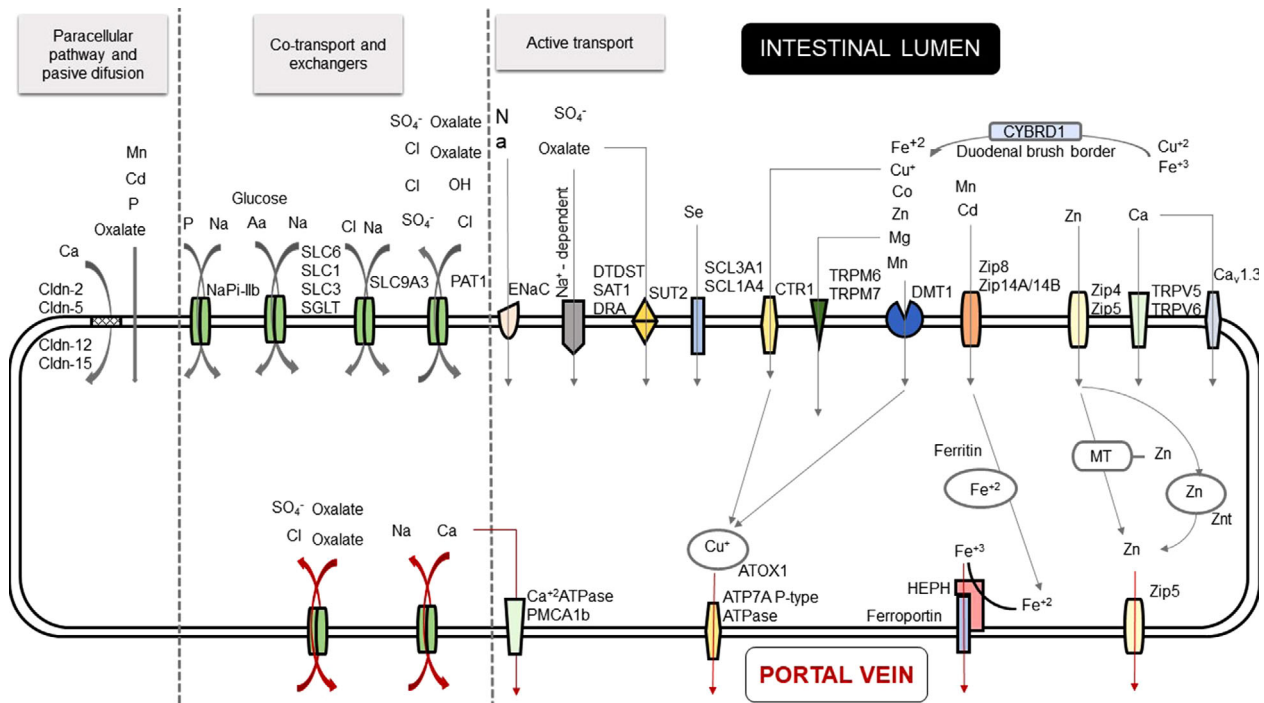 Paracellular
pathway and
pasive difusion
Co-transport and
exchangers
Active transport
INTESTINAL LUMEN
Mn
Cd
P
Oxalate
Ca
Cldn-2
Cldn-5
Cldn-12
Cldn-15
P
Na
NaPi-IIb
Glucose
Aa
Na
SLC6
SLC1
SLC3
SGLT
Cl
Na
SLC9A3
SO₄⁻ Oxalate
Cl Oxalate
Cl OH
SO₄⁻ Cl
PAT1
N
a
ENaC
SO₄⁻
Oxalate
Na⁺- dependent
DTDST
SAT1
DRA
SUT2
Se
SCL3A1
SCL1A4
CTR1
TRPM6
TRPM7
Fe⁺²
Cu⁺
Co
Zn
Mg
Mn
DMT1
CYBRD1
Duodenal brush border
Cu⁺²
Fe⁺³
Mn
Cd
Zip8
Zip14A/14B
Zn
Zip4
Zip5
Ca
TRPV5
TRPV6
Caᵥ1.3
Ferritin
Fe⁺²
MT
Zn
Zn
Znt
Zn
SO₄⁻ Oxalate
Cl Oxalate
Na
Ca
Ca⁺²ATPase
PMCA1b
Cu⁺
ATOX1
ATP7A P-type
ATPase
Fe⁺³
HEPH
Ferroportin
Fe⁺²
Zip5
PORTAL VEIN